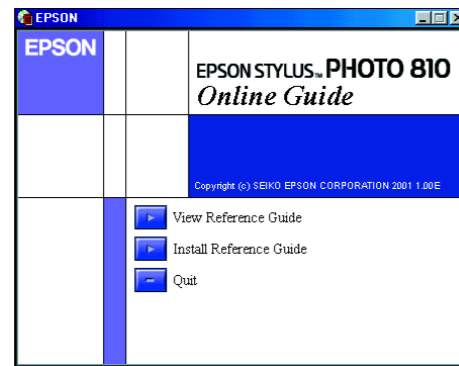 EPSON
EPSON
EPSON STYLUS™ PHOTO 810
Online Guide
Copyright (c) SEIKO EPSON CORPORATION 2001 1.00E
View Reference Guide
Install Reference Guide
Quit